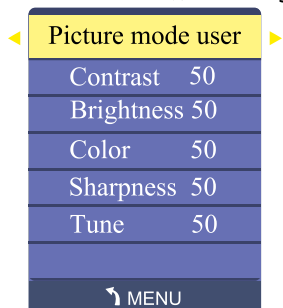 Picture mode user
Contrast 50
Brightness 50
Color 50
Sharpness 50
Tune 50
MENU